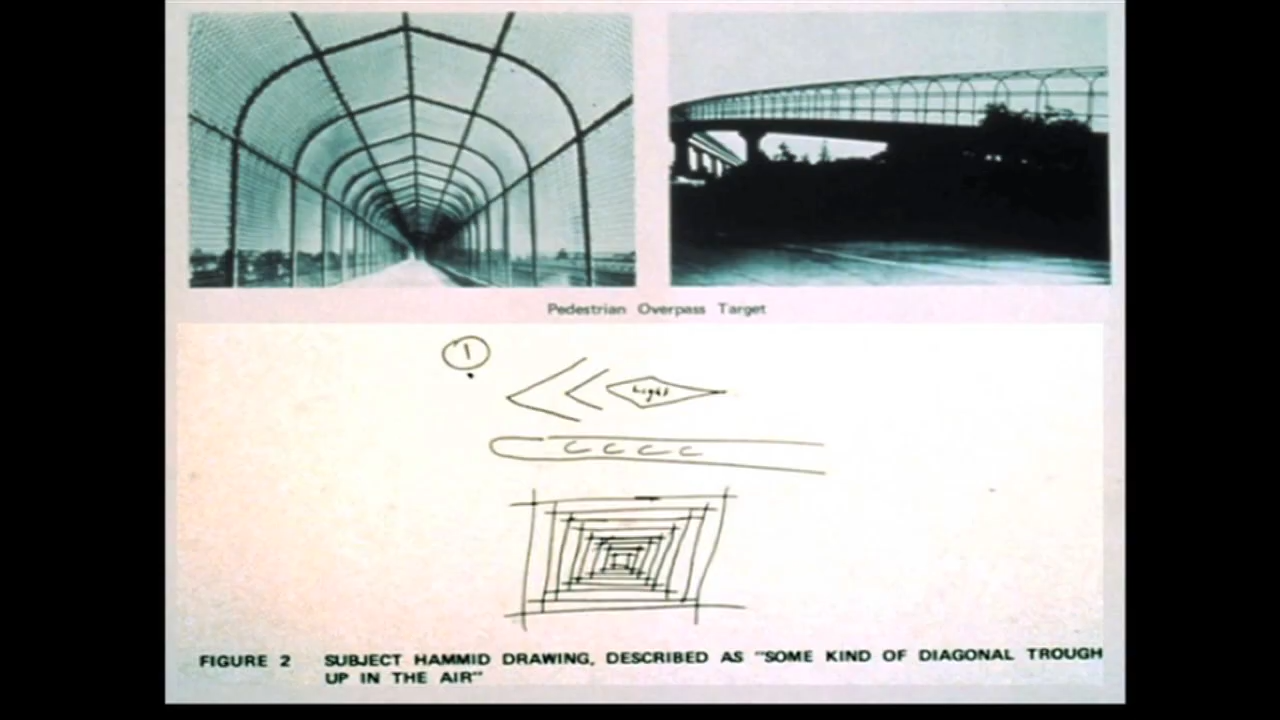 Pedestrian Overpass Target
1
Light
FIGURE 2 SUBJECT HAMMID DRAWING, DESCRIBED AS "SOME KIND OF DIAGONAL TROUGH
UP IN THE AIR"